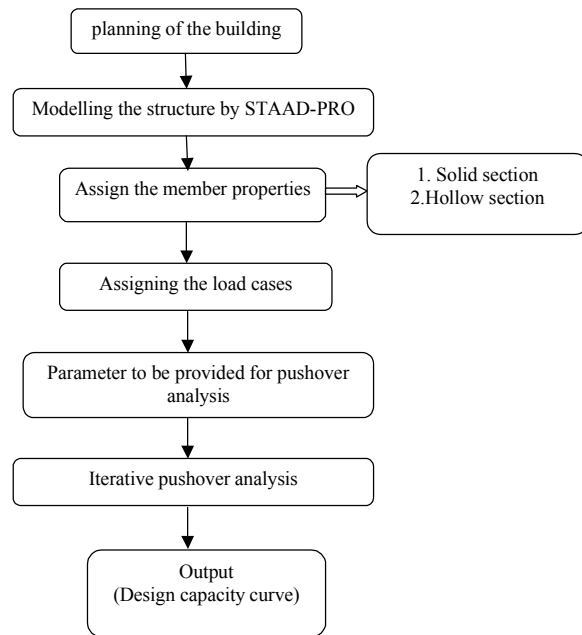 planning of the building
Modelling the structure by STAAD-PRO
Assign the member properties
1. Solid section
2.Hollow section
Assigning the load cases
Parameter to be provided for pushover
analysis
Iterative pushover analysis
Output
(Design capacity curve)